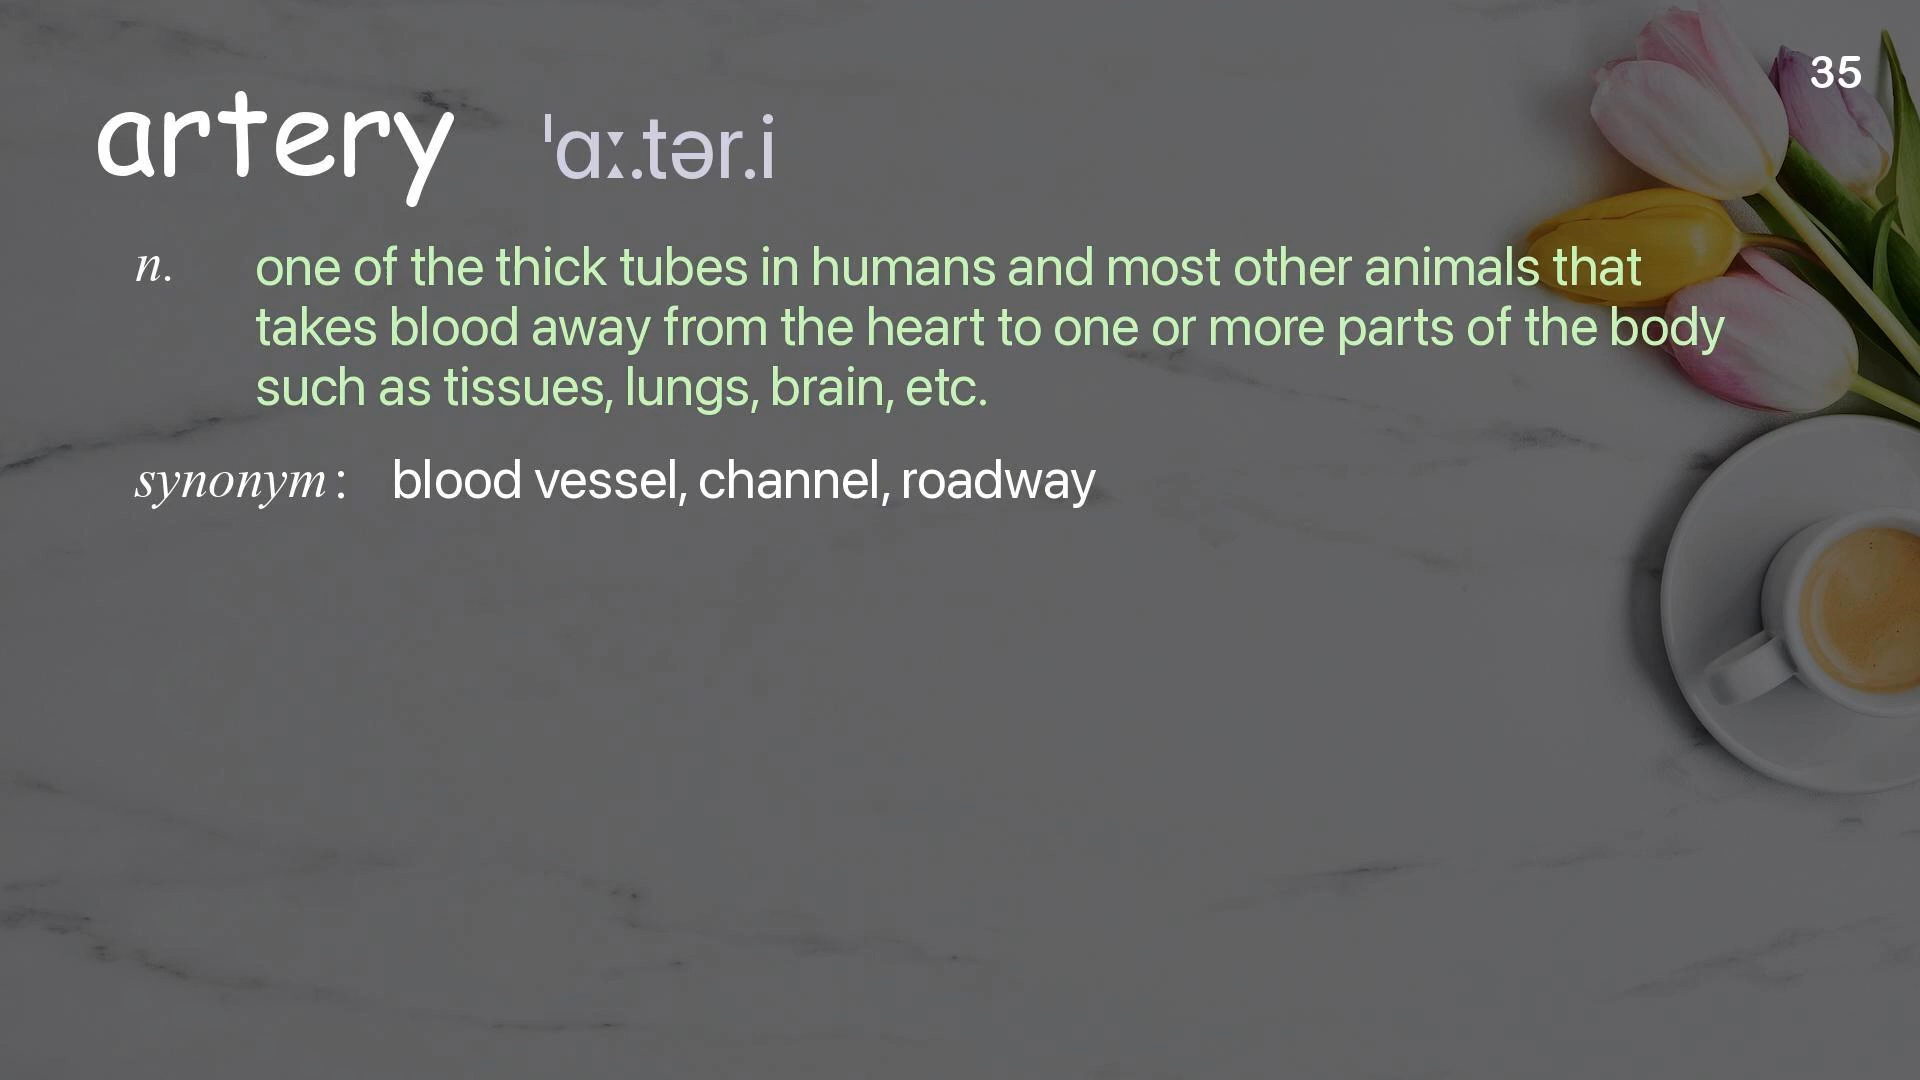 35
artery ˈɑː.tər.i
n. one of the thick tubes in humans and most other animals that
takes blood away from the heart to one or more parts of the body
such as tissues, lungs, brain, etc.
synonym : blood vessel, channel, roadway